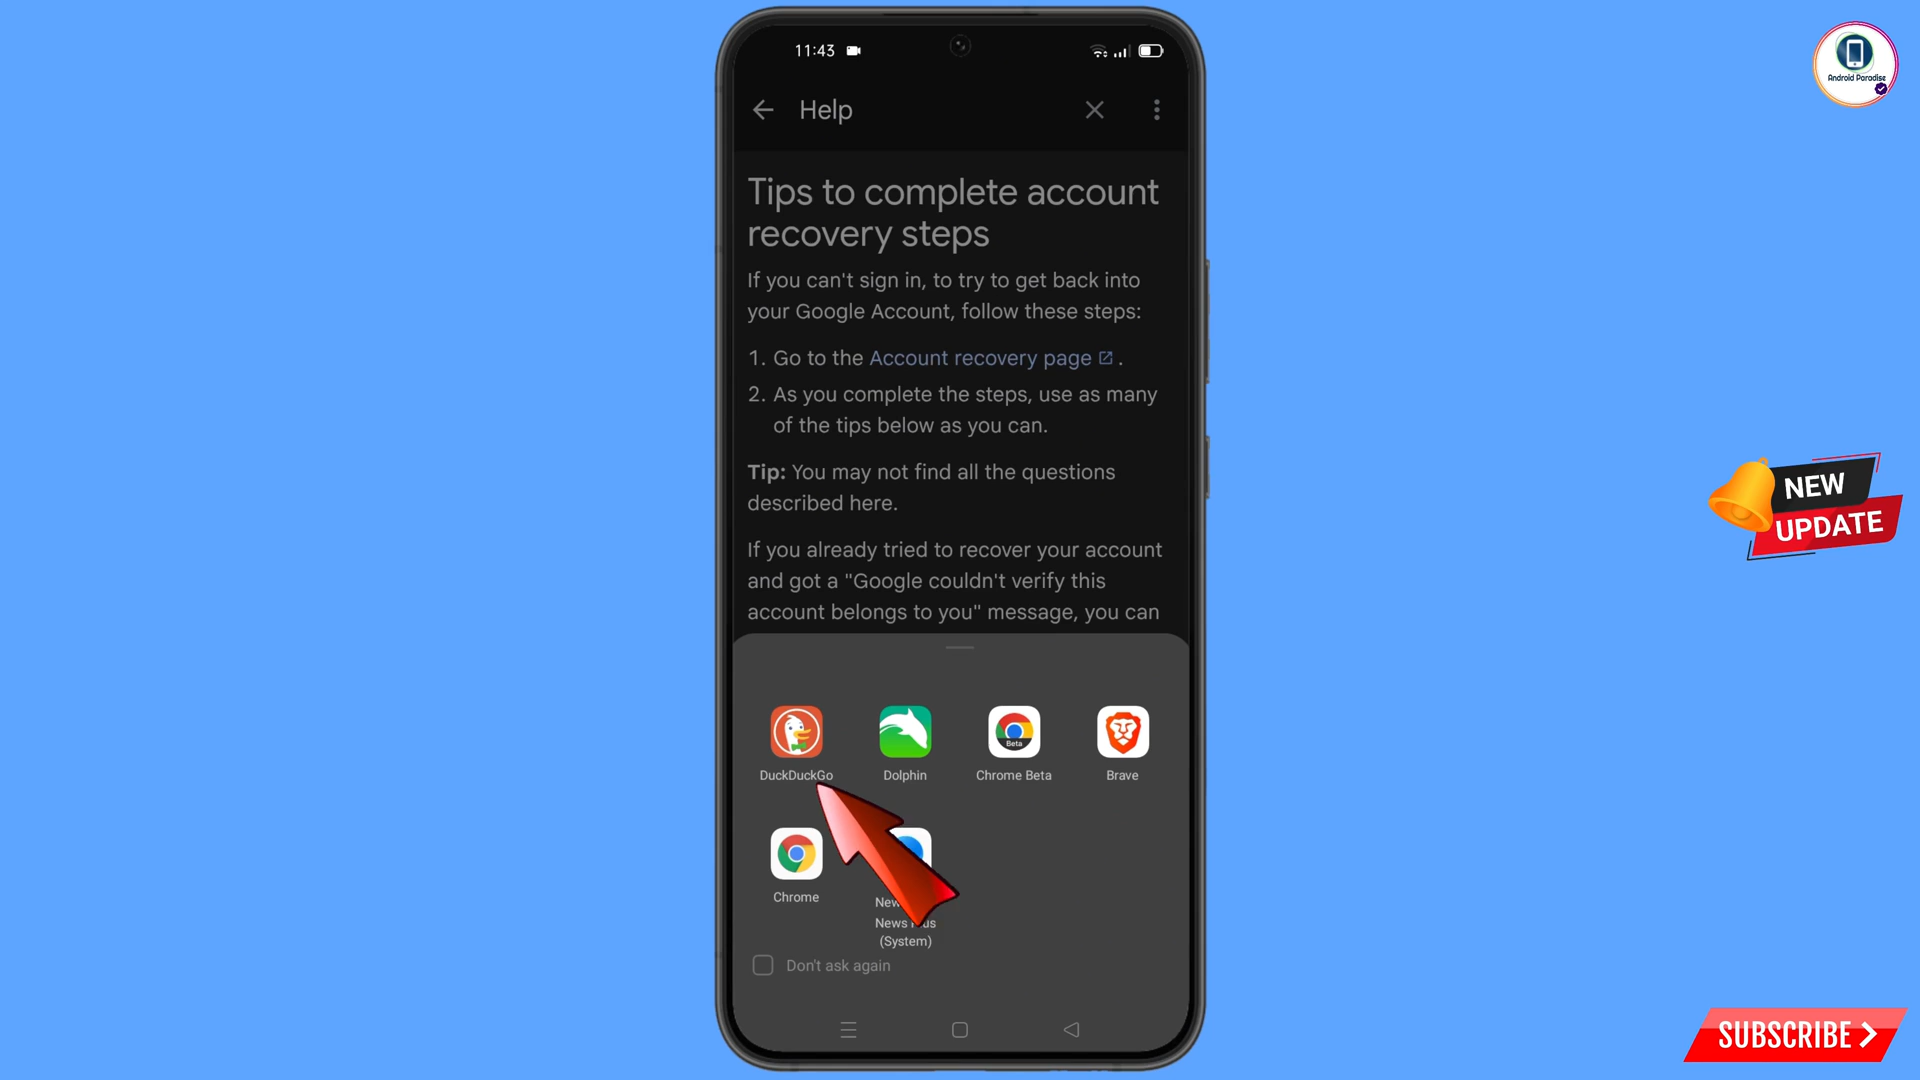 11:43
Android Paradise
Help
Tips to complete account
recovery steps
If you can't sign in, to try to get back into
your Google Account, follow these steps:
1. Go to the Account recovery page .
2. As you complete the steps, use as many
of the tips below as you can.
Tip: You may not find all the questions
described here.
If you already tried to recover your account
and got a "Google couldn't verify this
account belongs to you" message, you can
NEW
UPDATE
Beta
DuckDuckGo
Dolphin
Chrome Beta
Brave
Chrome
News
(System)
Don't ask again
SUBSCRIBE